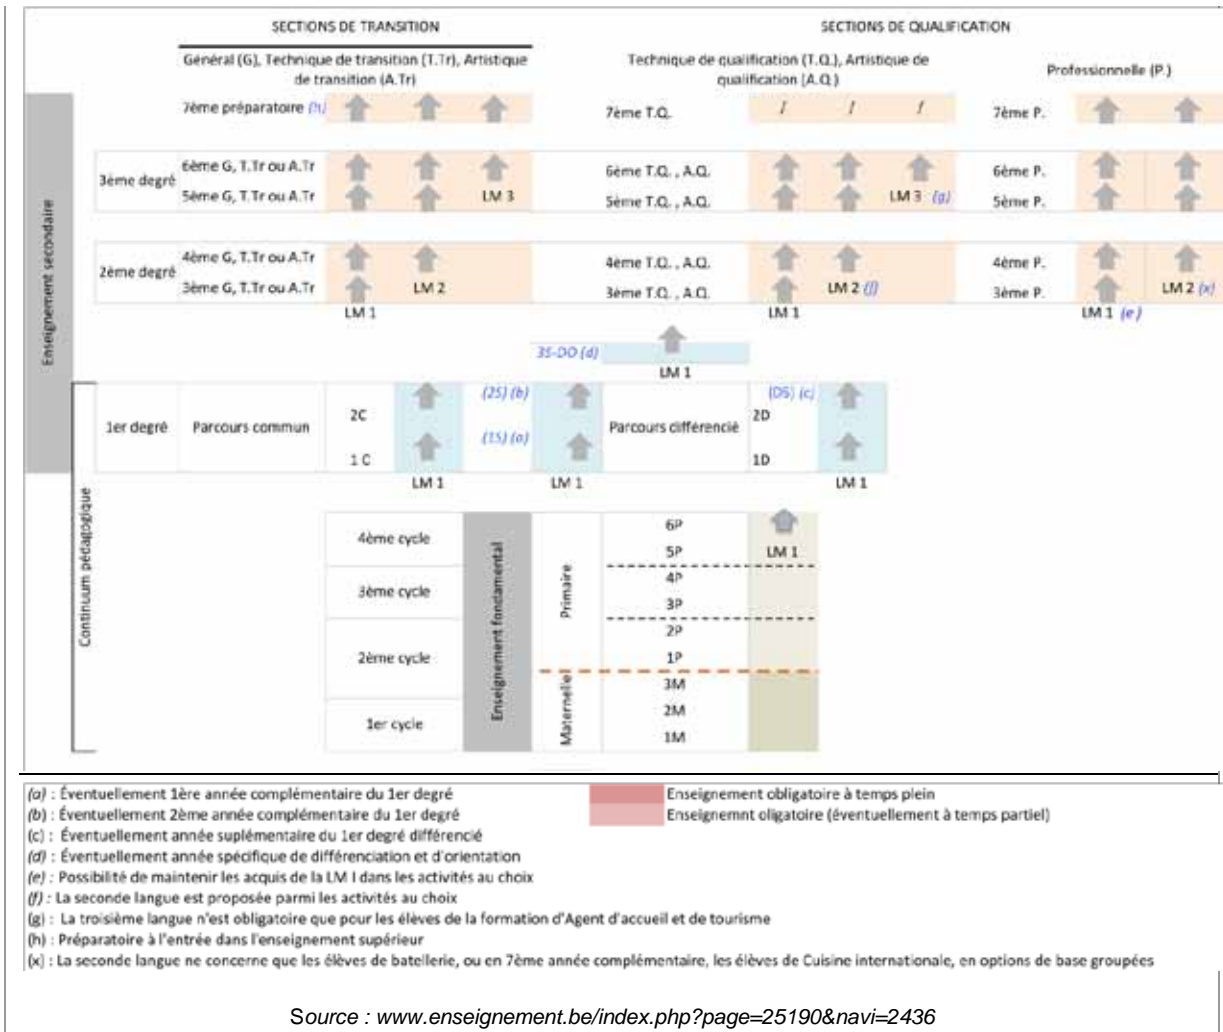 SECTIONS DE TRANSITION
SECTIONS DE QUALIFICATION
Général (G), Technique de transition (T.Tr), Artistique de transition (A.Tr)
Technique de qualification (T.Q.), Artistique de qualification (A.Q.)
Professionnelle (P.)
7ème préparatoire (h)
7ème T.Q.
/ / /
7ème P.
Enseignement secondaire
3ème degré
6ème G, T.Tr ou A.Tr
6ème T.Q. , A.Q.
6ème P.
5ème G, T.Tr ou A.Tr
LM 3
5ème T.Q. , A.Q.
LM 3 (g)
5ème P.
2ème degré
4ème G, T.Tr ou A.Tr
4ème T.Q. , A.Q.
4ème P.
3ème G, T.Tr ou A.Tr
LM 2
3ème T.Q. , A.Q.
LM 2 (f)
3ème P.
LM 2 (x)
LM 1
LM 1
LM 1 (e)
3S-DO (d)
LM 1
1er degré
Parcours commun
2C
(2S) (b)
Parcours différencié
(DS) (c)
2D
1 C
(1S) (a)
1D
LM 1
LM 1
LM 1
Continuum pédagogique
4ème cycle
3ème cycle
2ème cycle
1er cycle
Enseignement fondamental
Primaire
Maternelle
6P
5P
LM 1
4P
3P
2P
1P
3M
2M
1M
(a) : Éventuellement 1ère année complémentaire du 1er degré
Enseignement obligatoire à temps plein
(b) : Éventuellement 2ème année complémentaire du 1er degré
Enseignemnt oligatoire (éventuellement à temps partiel)
(c) : Éventuellement année suplémentaire du 1er degré différencié
(d) : Éventuellement année spécifique de différenciation et d'orientation
(e) : Possibilité de maintenir les acquis de la LM I dans les activités au choix
(f) : La seconde langue est proposée parmi les activités au choix
(g) : La troisième langue n'est obligatoire que pour les élèves de la formation d'Agent d'accueil et de tourisme
(h) : Préparatoire à l'entrée dans l'enseignement supérieur
(x) : La seconde langue ne concerne que les élèves de batellerie, ou en 7ème année complémentaire, les élèves de Cuisine internationale, en options de base groupées
Source : www.enseignement.be/index.php?page=25190&navi=2436